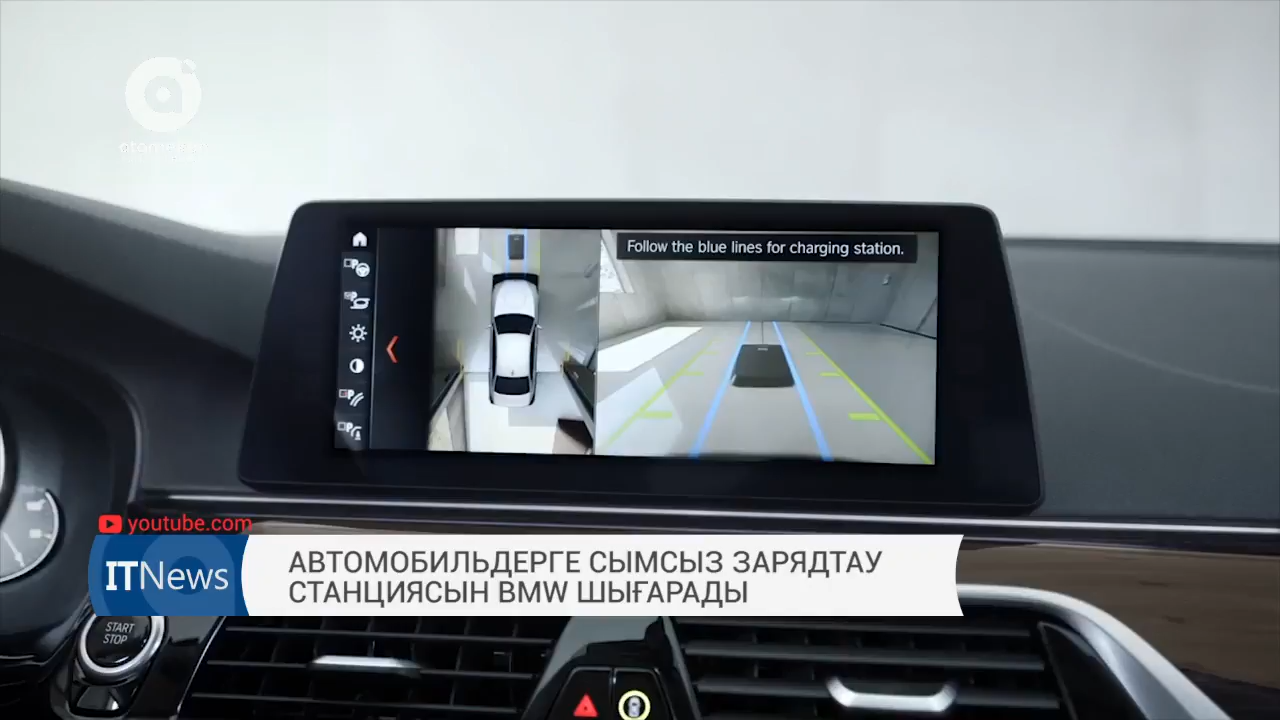 Follow the blue lines for charging station.
youtube.com
ITNews
АВТОМОБИЛЬДЕРГЕ СЫМСЫЗ ЗАРЯДТАУ
СТАНЦИЯСЫН BMW ШЫҒАРАДЫ
START
STOP